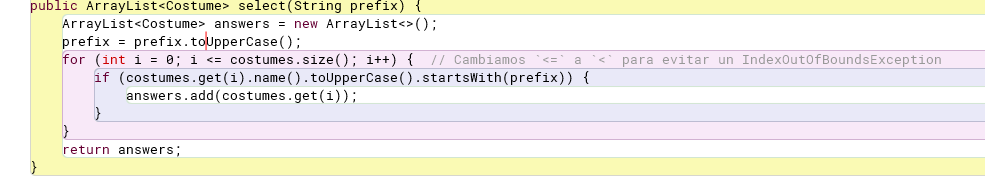 public ArrayList<Costume> select(String prefix) {
    ArrayList<Costume> answers = new ArrayList<>();
    prefix = prefix.toUpperCase();
    for (int i = 0; i <= costumes.size(); i++) {  // Cambiamos `<=` a `<` para evitar un IndexOutOfBoundsException
        if (costumes.get(i).name().toUpperCase().startsWith(prefix)) {
            answers.add(costumes.get(i));
        }
    }
    return answers;
}